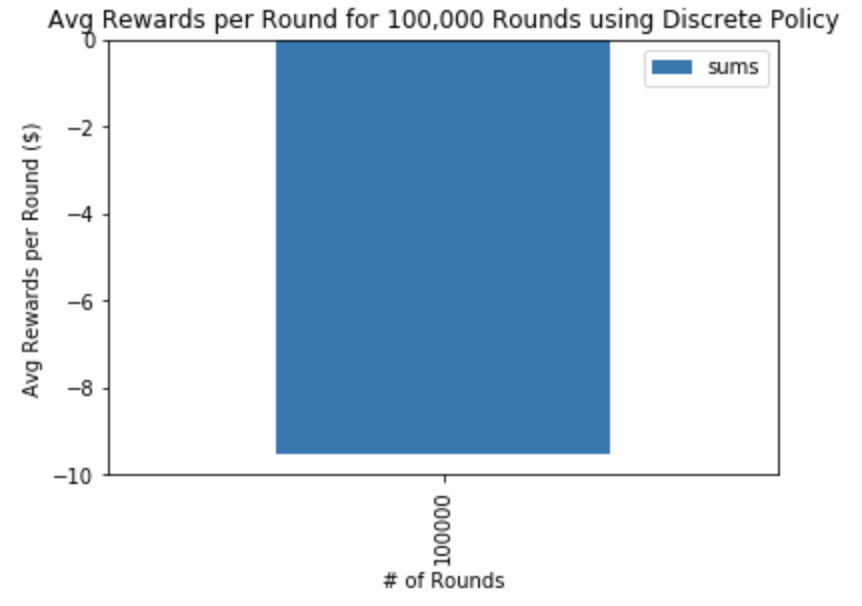 Avg Rewards per Round for 100,000 Rounds using Discrete Policy
sums
0
−2
−4
−6
−8
−10
Avg Rewards per Round ($)
100000
# of Rounds